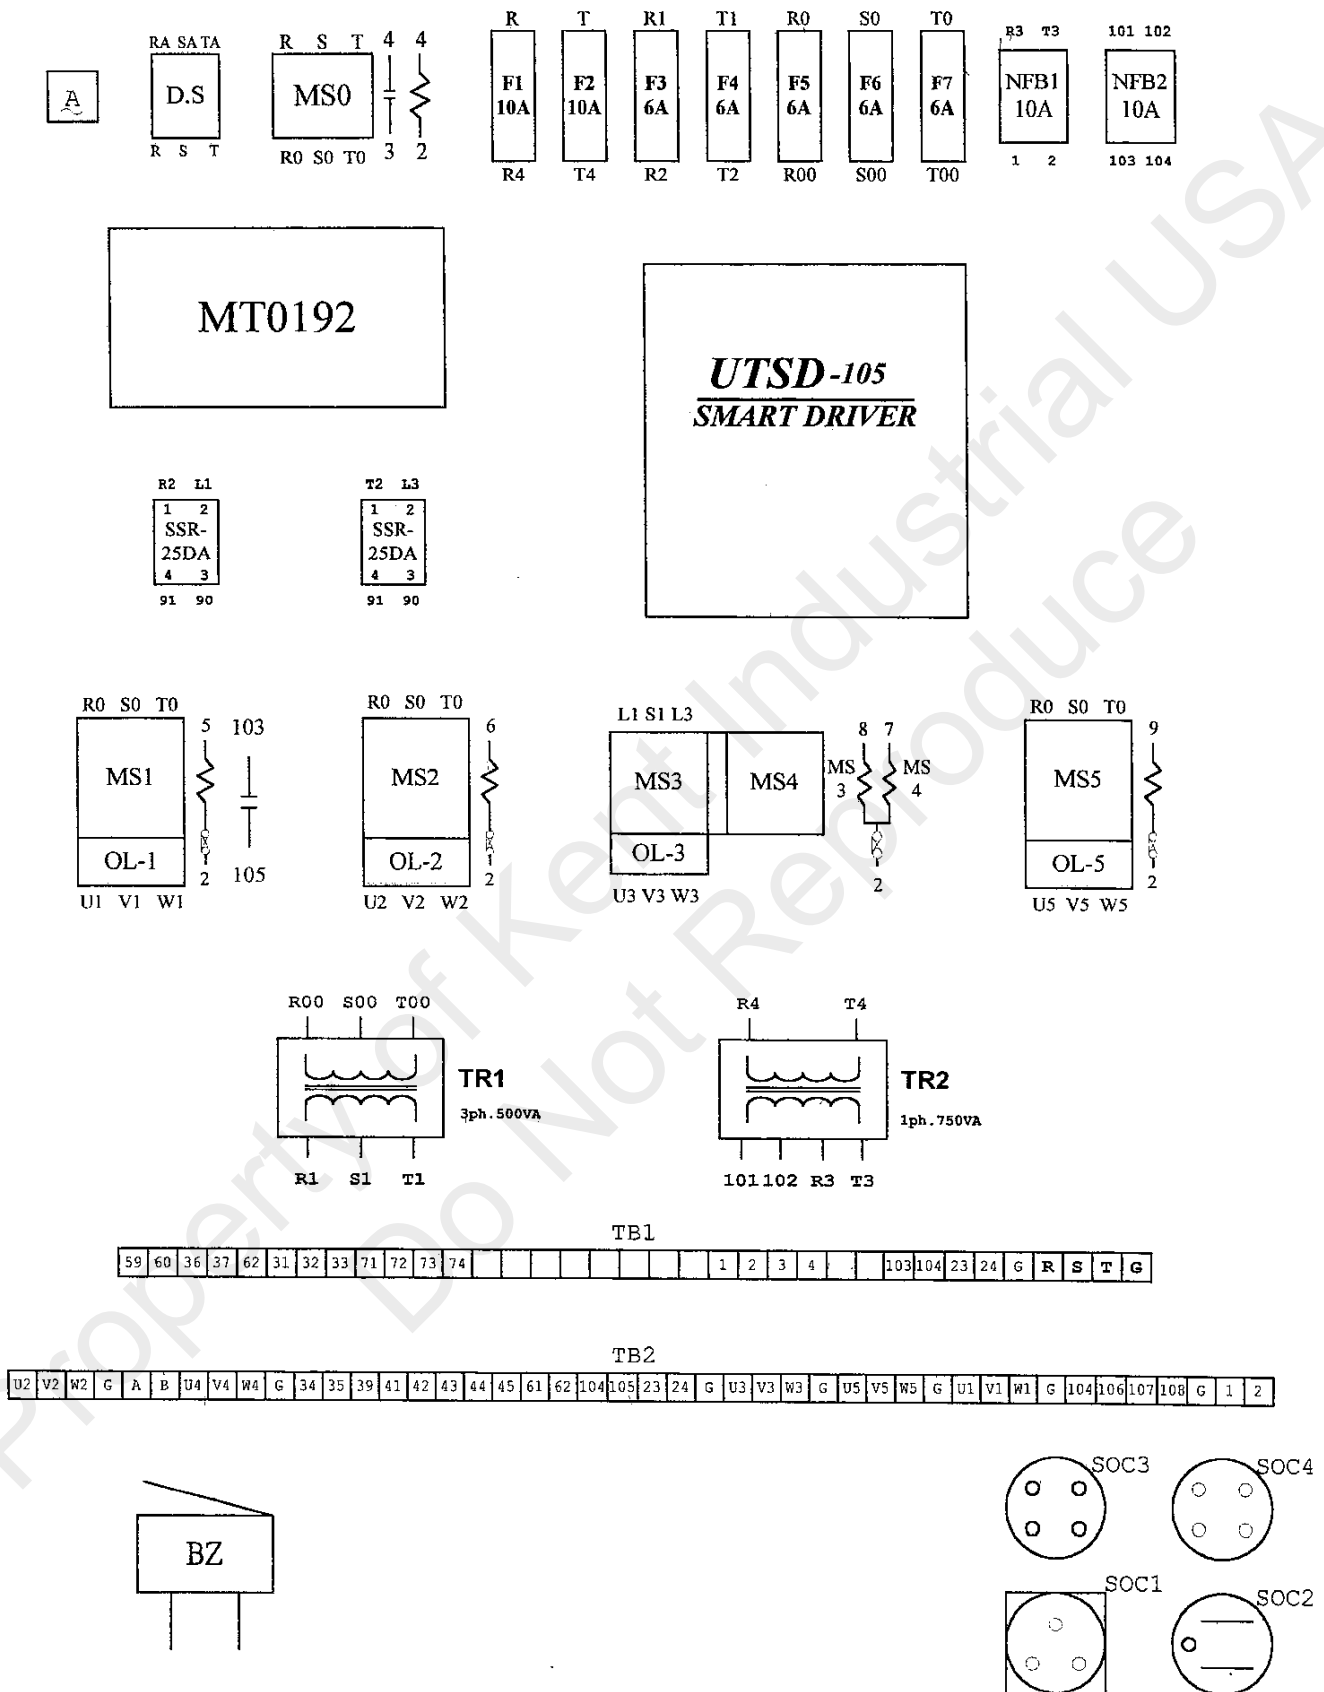 R T R1 T1 R0 S0 T0
RA SA TA R S T 4 4 R3 T3 101 102
A D.S MS0
F1 F2 F3 F4 F5 F6 F7 NFB1 NFB2
10A 10A 6A 6A 6A 6A 6A 10A 10A
R S T R0 S0 T0 3 2 1 2 103 104
R4 T4 R2 T2 R00 S00 T00
MT0192
UTSD-105
SMART DRIVER
R2 L1 T2 L3
1 2 1 2
SSR- SSR-
25DA 25DA
4 3 4 3
91 90 91 90
R0 S0 T0 R0 S0 T0 L1 S1 L3 R0 S0 T0
5 103 6 8 7 9
MS1 MS2 MS3 MS4 MS 3 MS 4 MS5
OL-1 OL-2 OL-3 OL-5
2 105 2 2 2
U1 V1 W1 U2 V2 W2 U3 V3 W3 U5 V5 W5
R00 S00 T00 R4 T4
TR1 TR2
3ph.500VA 1ph.750VA
R1 S1 T1 101 102 R3 T3
TB1
59 60 36 37 62 31 32 33 71 72 73 74 1 2 3 4 103 104 23 24 G R S T G
TB2
U2 V2 W2 G A B U4 V4 W4 G 34 35 39 41 42 43 44 45 61 62 104 105 23 24 G U3 V3 W3 G U5 V5 W5 G U1 V1 W1 G 104 106 107 108 G 1 2
SOC3 SOC4
BZ
SOC1 SOC2
Property of Kent Industrial USA
Do Not Reproduce